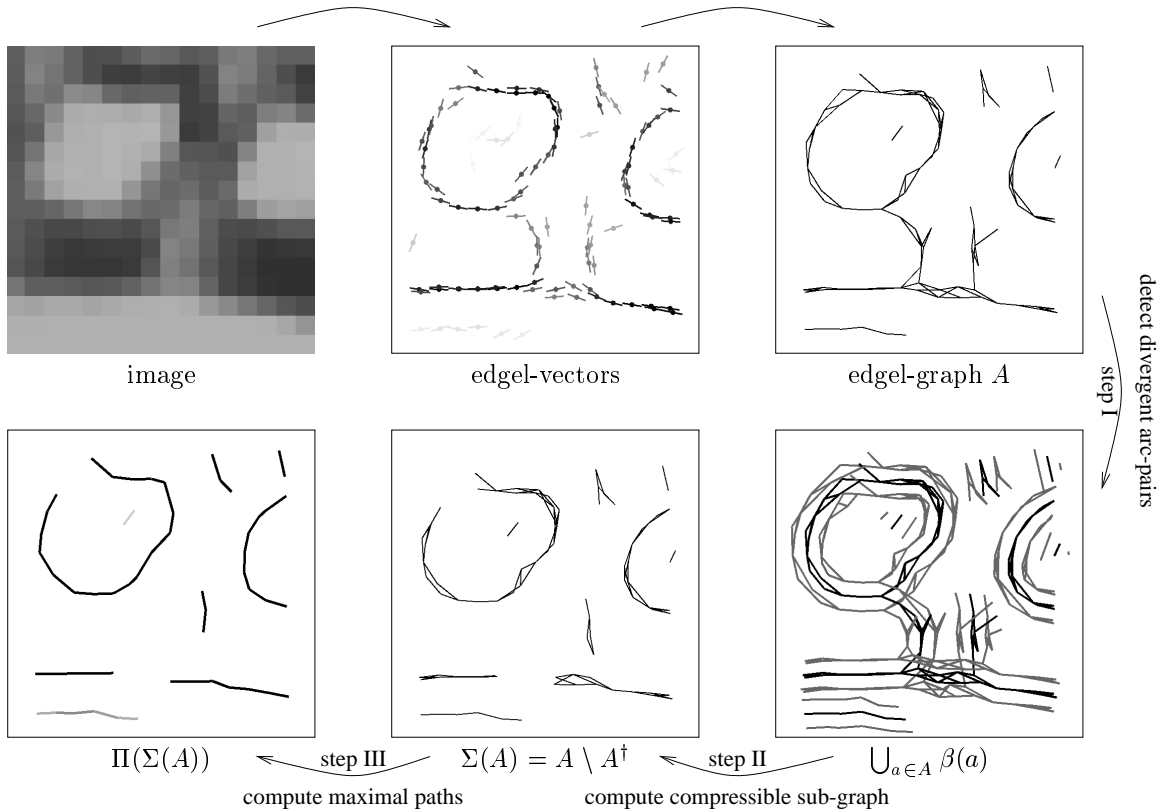 image
edgel-vectors
edgel-graph A
step I
detect divergent arc-pairs
Π(Σ(A))
step III
Σ(A) = A \ A†
step II
⋃a∈A β(a)
compute maximal paths
compute compressible sub-graph